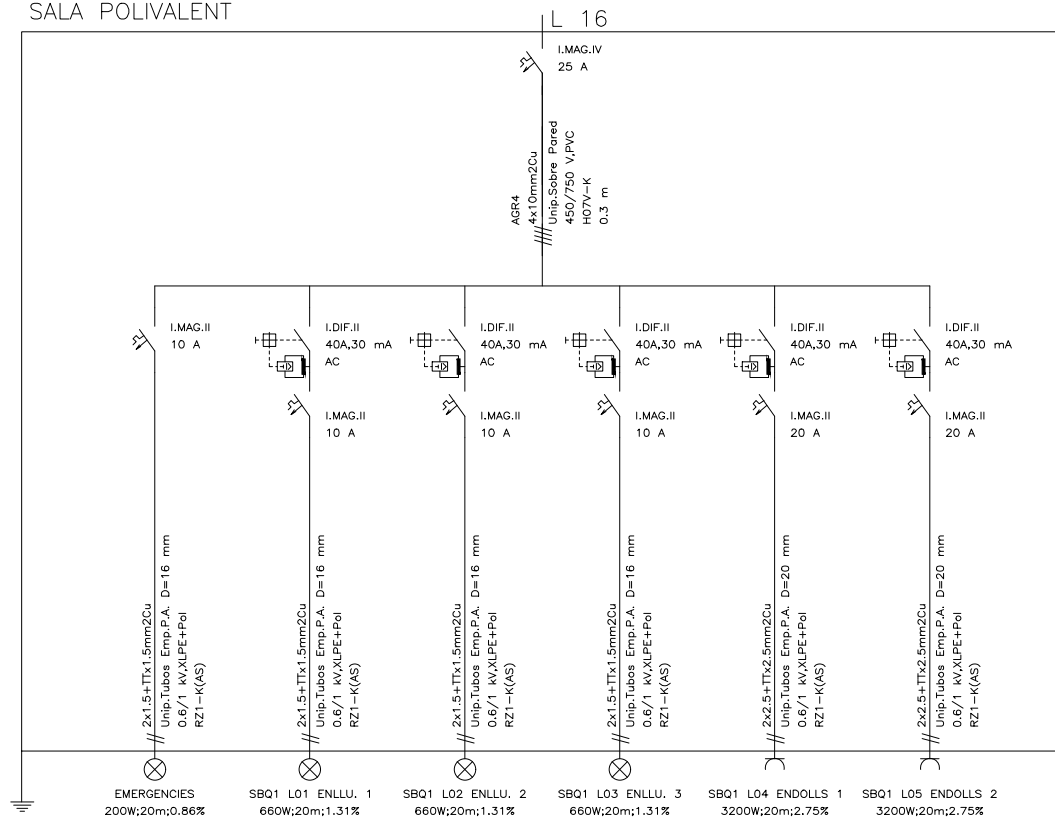 SALA POLIVALENT
L 16
I.MAG.IV
25 A
AGR4
4x10mm2Cu
Unip.Sobre Pared
450/750 V,PVC
H07V-K
0.3 m
I.MAG.II
10 A
I.DIF.II
40A,30 mA
AC
I.DIF.II
40A,30 mA
AC
I.DIF.II
40A,30 mA
AC
I.DIF.II
40A,30 mA
AC
I.DIF.II
40A,30 mA
AC
I.MAG.II
10 A
I.MAG.II
10 A
I.MAG.II
10 A
I.MAG.II
20 A
I.MAG.II
20 A
2x1.5+TTx1.5mm2Cu
Unip.Tubos Emp.P.A. D=16 mm
0.6/1 kV,XLPE+Pol
RZ1-K(AS)
2x1.5+TTx1.5mm2Cu
Unip.Tubos Emp.P.A. D=16 mm
0.6/1 kV,XLPE+Pol
RZ1-K(AS)
2x1.5+TTx1.5mm2Cu
Unip.Tubos Emp.P.A. D=16 mm
0.6/1 kV,XLPE+Pol
RZ1-K(AS)
2x1.5+TTx1.5mm2Cu
Unip.Tubos Emp.P.A. D=16 mm
0.6/1 kV,XLPE+Pol
RZ1-K(AS)
2x2.5+TTx2.5mm2Cu
Unip.Tubos Emp.P.A. D=20 mm
0.6/1 kV,XLPE+Pol
RZ1-K(AS)
2x2.5+TTx2.5mm2Cu
Unip.Tubos Emp.P.A. D=20 mm
0.6/1 kV,XLPE+Pol
RZ1-K(AS)
EMERGENCIES
200W;20m;0.86%
SBQ1 L01 ENLLU. 1
660W;20m;1.31%
SBQ1 L02 ENLLU. 2
660W;20m;1.31%
SBQ1 L03 ENLLU. 3
660W;20m;1.31%
SBQ1 L04 ENDOLLS 1
3200W;20m;2.75%
SBQ1 L05 ENDOLLS 2
3200W;20m;2.75%